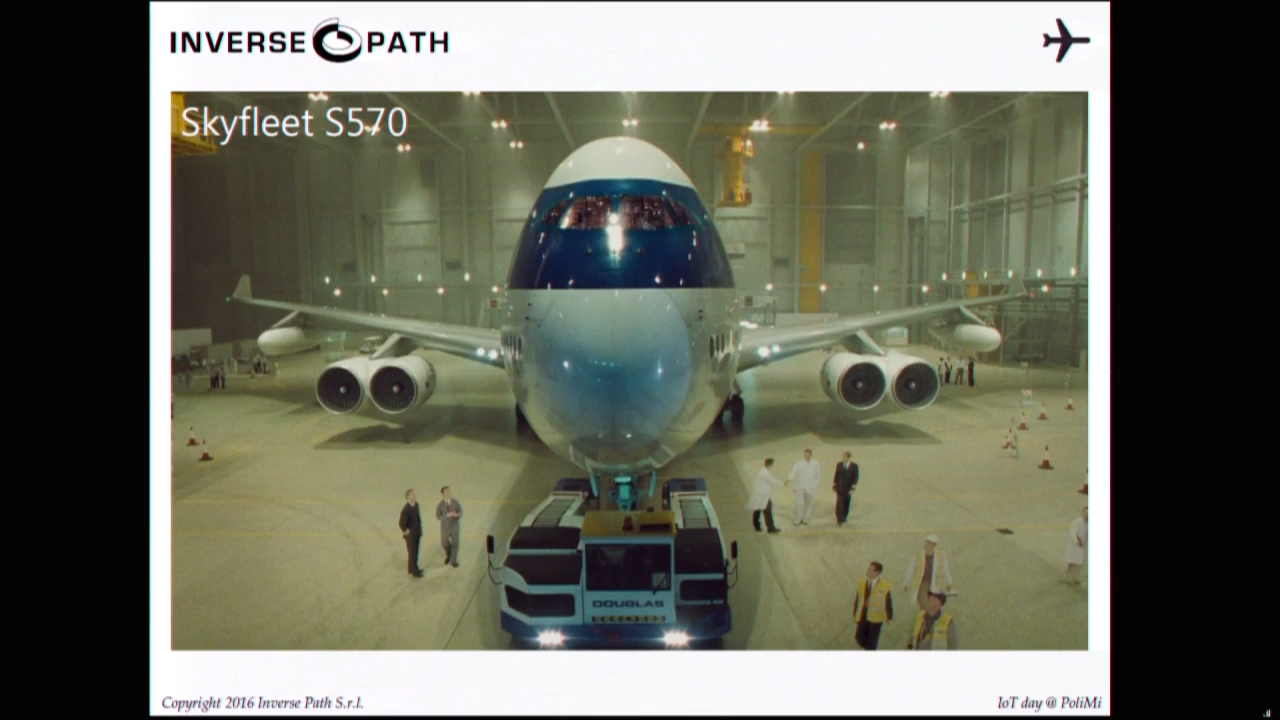 INVERSE PATH
Skyfleet S570
DOUGLAS
Copyright 2016 Inverse Path S.r.l.
IoT day @ PoliMi